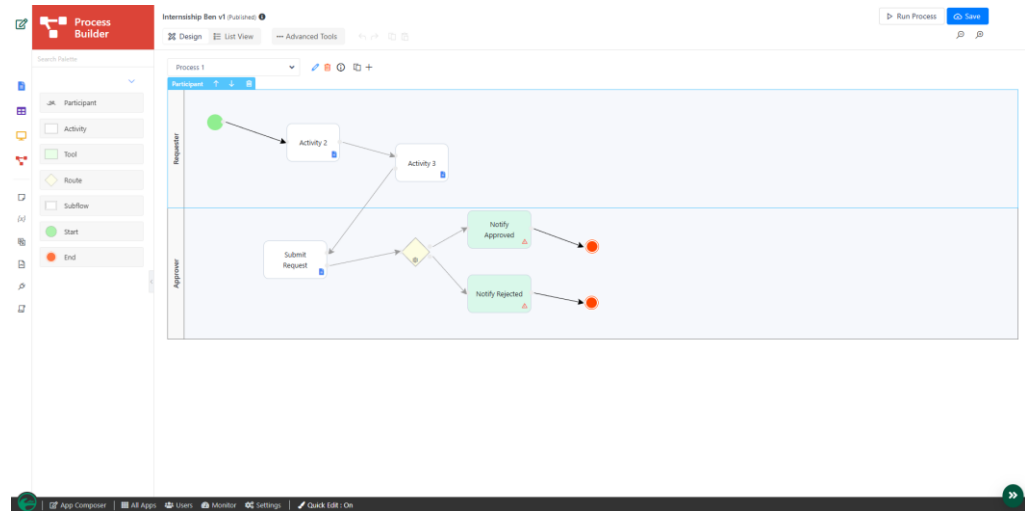 Process
Builder
Internsiship Ben v1 (Published)
Run Process
Save
Design
List View
Advanced Tools
Search Palette
Process 1
Participant
Participant
Activity
Tool
Route
Subflow
Start
End
Requester
Activity 2
Activity 3
Approver
Submit
Request
Notify
Approved
Notify Rejected
App Composer
All Apps
Users
Monitor
Settings
Quick Edit : On